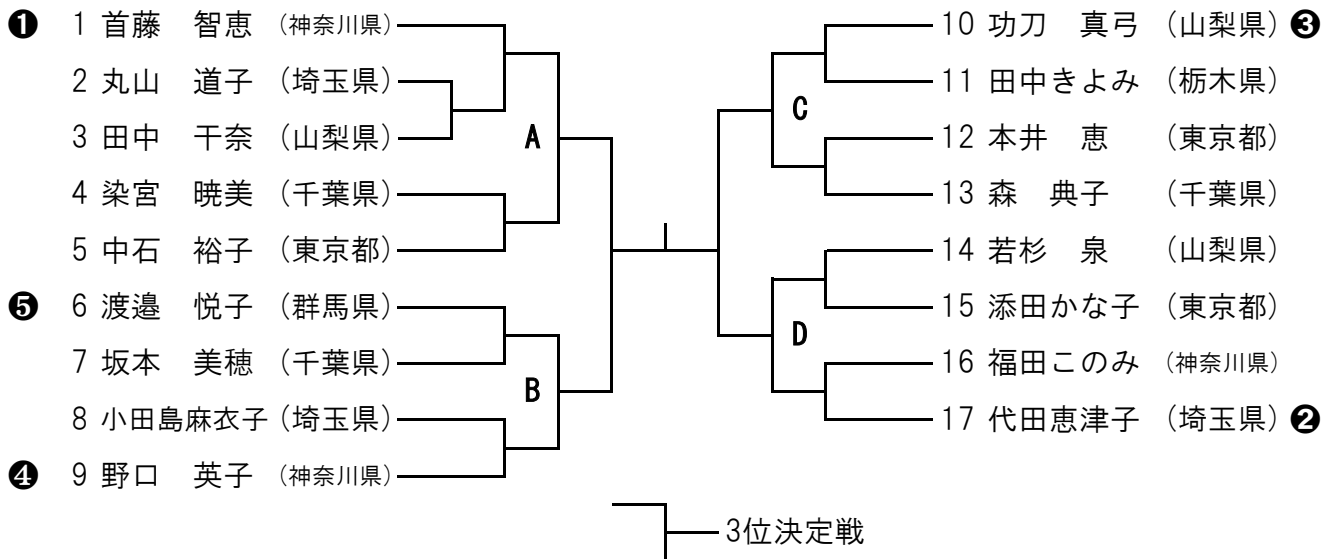 ❶ 1 首藤 智恵 (神奈川県)
2 丸山 道子 (埼玉県)
3 田中 干奈 (山梨県)
A
4 染宮 暁美 (千葉県)
5 中石 裕子 (東京都)
❺ 6 渡邉 悦子 (群馬県)
7 坂本 美穂 (千葉県)
B
8 小田島麻衣子 (埼玉県)
❹ 9 野口 英子 (神奈川県)
10 功刀 真弓 (山梨県) ❸
11 田中きよみ (栃木県)
C
12 本井 恵 (東京都)
13 森 典子 (千葉県)
14 若杉 泉 (山梨県)
15 添田かな子 (東京都)
D
16 福田このみ (神奈川県)
17 代田恵津子 (埼玉県) ❷
3位決定戦